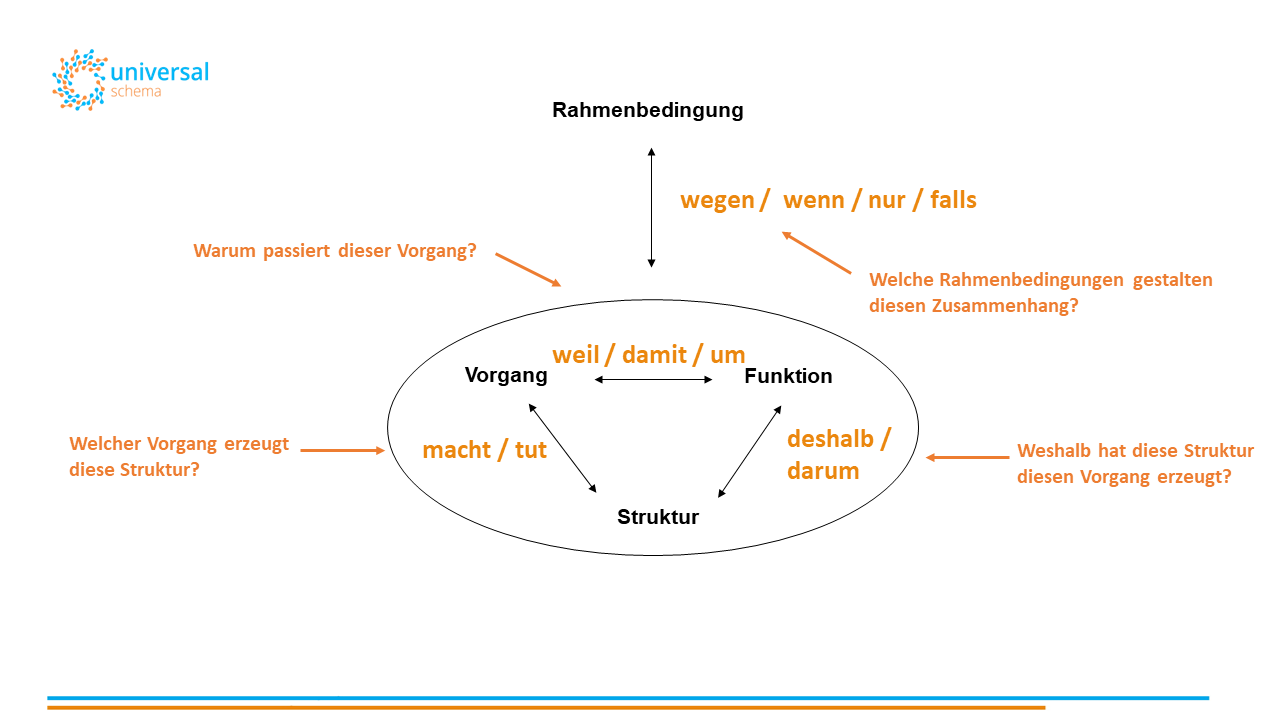 universal
schema
Rahmenbedingung
wegen / wenn / nur / falls
Warum passiert dieser Vorgang?
Welche Rahmenbedingungen gestalten
diesen Zusammenhang?
weil / damit / um
Vorgang
Funktion
macht / tut
deshalb /
darum
Welcher Vorgang erzeugt
diese Struktur?
Weshalb hat diese Struktur
diesen Vorgang erzeugt?
Struktur